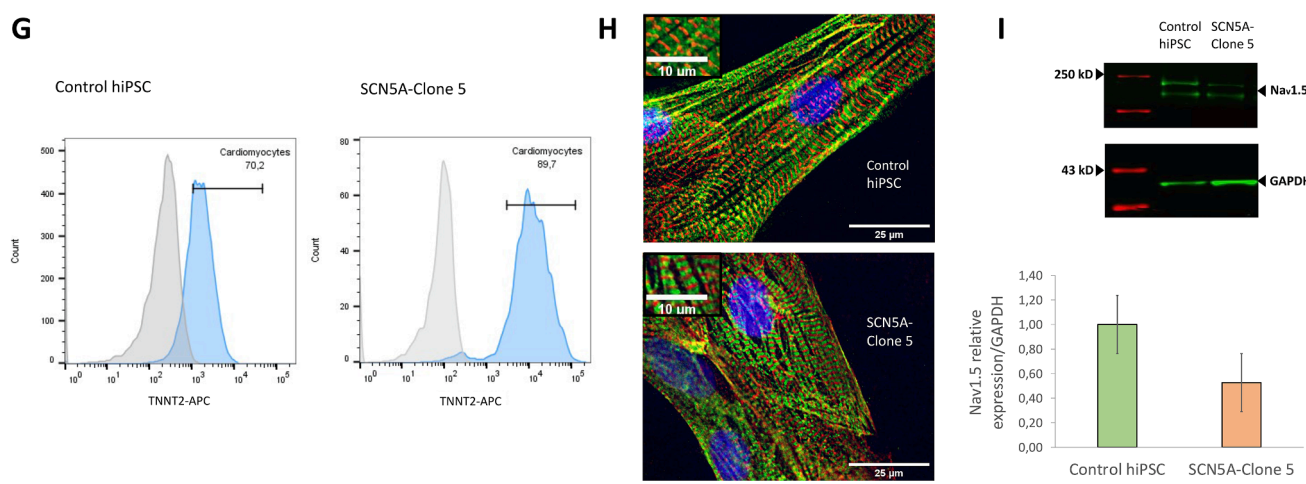 G
Control hiPSC
SCN5A-Clone 5
500
400
300
200
100
0
Count
Cardiomyocytes
70,2
10^0
10^1
10^2
10^3
10^4
10^5
TNNT2-APC
80
60
40
20
0
Count
Cardiomyocytes
89,7
10^0
10^1
10^2
10^3
10^4
10^5
TNNT2-APC
H
10 µm
Control
hiPSC
25 µm
10 µm
SCN5A-
Clone 5
25 µm
I
Control
hiPSC
SCN5A-
Clone 5
250 kD
Nav1.5
43 kD
GAPDH
1,40
1,20
1,00
0,80
0,60
0,40
0,20
0,00
Nav1.5 relative
expression/GAPDH
Control hiPSC
SCN5A-Clone 5